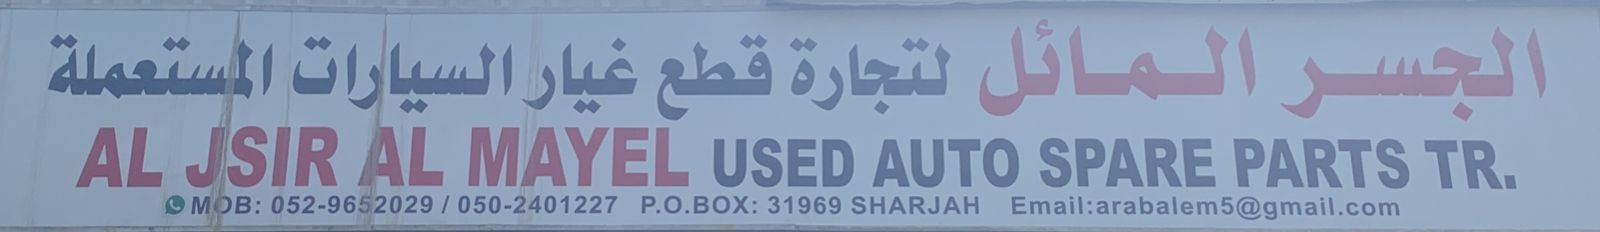 الجسر المائل لتجارة قطع غيار السيارات المستعملة
AL JSIR AL MAYEL USED AUTO SPARE PARTS TR.
MOB: 052-9652029 / 050-2401227 P.O.BOX: 31969 SHARJAH Email:arabalem5@gmail.com